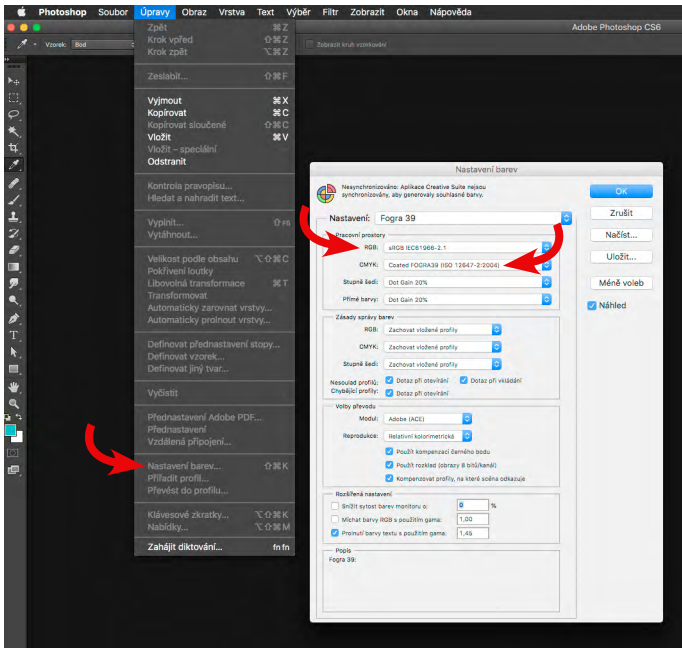 Photoshop Soubor Úpravy Obraz Vrstva Text Výběr Filtr Zobrazit Okna Nápověda
Adobe Photoshop CS6
Vzorek: Bod
Zobrazit kruh vzorkování
Zpět ⌘Z
Krok vpřed ⇧⌘Z
Krok zpět ⌥⌘Z
Zeslabit... ⇧⌘F
Vyjmout ⌘X
Kopírovat ⌘C
Kopírovat sloučené ⇧⌘C
Vložit ⌘V
Vložit – speciální
Odstranit
Kontrola pravopisu...
Hledat a nahradit text...
Vyplnit... ⇧F5
Vytáhnout...
Velikost podle obsahu ⌥⇧⌘C
Pokřivení loutky
Libovolná transformace ⌘T
Transformovat
Automaticky zarovnat vrstvy...
Automaticky prolnout vrstvy...
Definovat přednastavení stopy...
Definovat vzorek...
Definovat jiný tvar...
Vyčistit
Přednastavení Adobe PDF...
Přednastavení
Vzdálená připojení...
Nastavení barev... ⇧⌘K
Přiřadit profil...
Převést do profilu...
Klávesové zkratky... ⌥⇧⌘K
Nabídky... ⌥⇧⌘M
Zahájit diktování... fn fn
Nastavení barev
Nesynchronizováno: Aplikace Creative Suite nejsou
synchronizovány, aby generovaly souhlasné barvy.
Nastavení: Fogra 39
Pracovní prostory
RGB: sRGB IEC61966-2.1
CMYK: Coated FOGRA39 (ISO 12647-2:2004)
Stupně šedi: Dot Gain 20%
Přímé barvy: Dot Gain 20%
Zásady správy barev
RGB: Zachovat vložené profily
CMYK: Zachovat vložené profily
Stupně šedi: Zachovat vložené profily
Nesoulad profilů: Dotaz při otevírání Dotaz při vkládání
Chybějící profily: Dotaz při otevírání
Volby převodu
Modul: Adobe (ACE)
Reprodukce: Relativní kolorimetrická
Použít kompenzaci černého bodu
Použít rozklad (obrazy 8 bitů/kanál)
Kompenzovat profily, na které scéna odkazuje
Rozšířená nastavení
Snížit sytost barev monitoru o: %
Míchat barvy RGB s použitím gama: 1,00
Prolnutí barvy textu s použitím gama: 1,45
Popis
Fogra 39:
OK
Zrušit
Načíst...
Uložit...
Méně voleb
Náhled